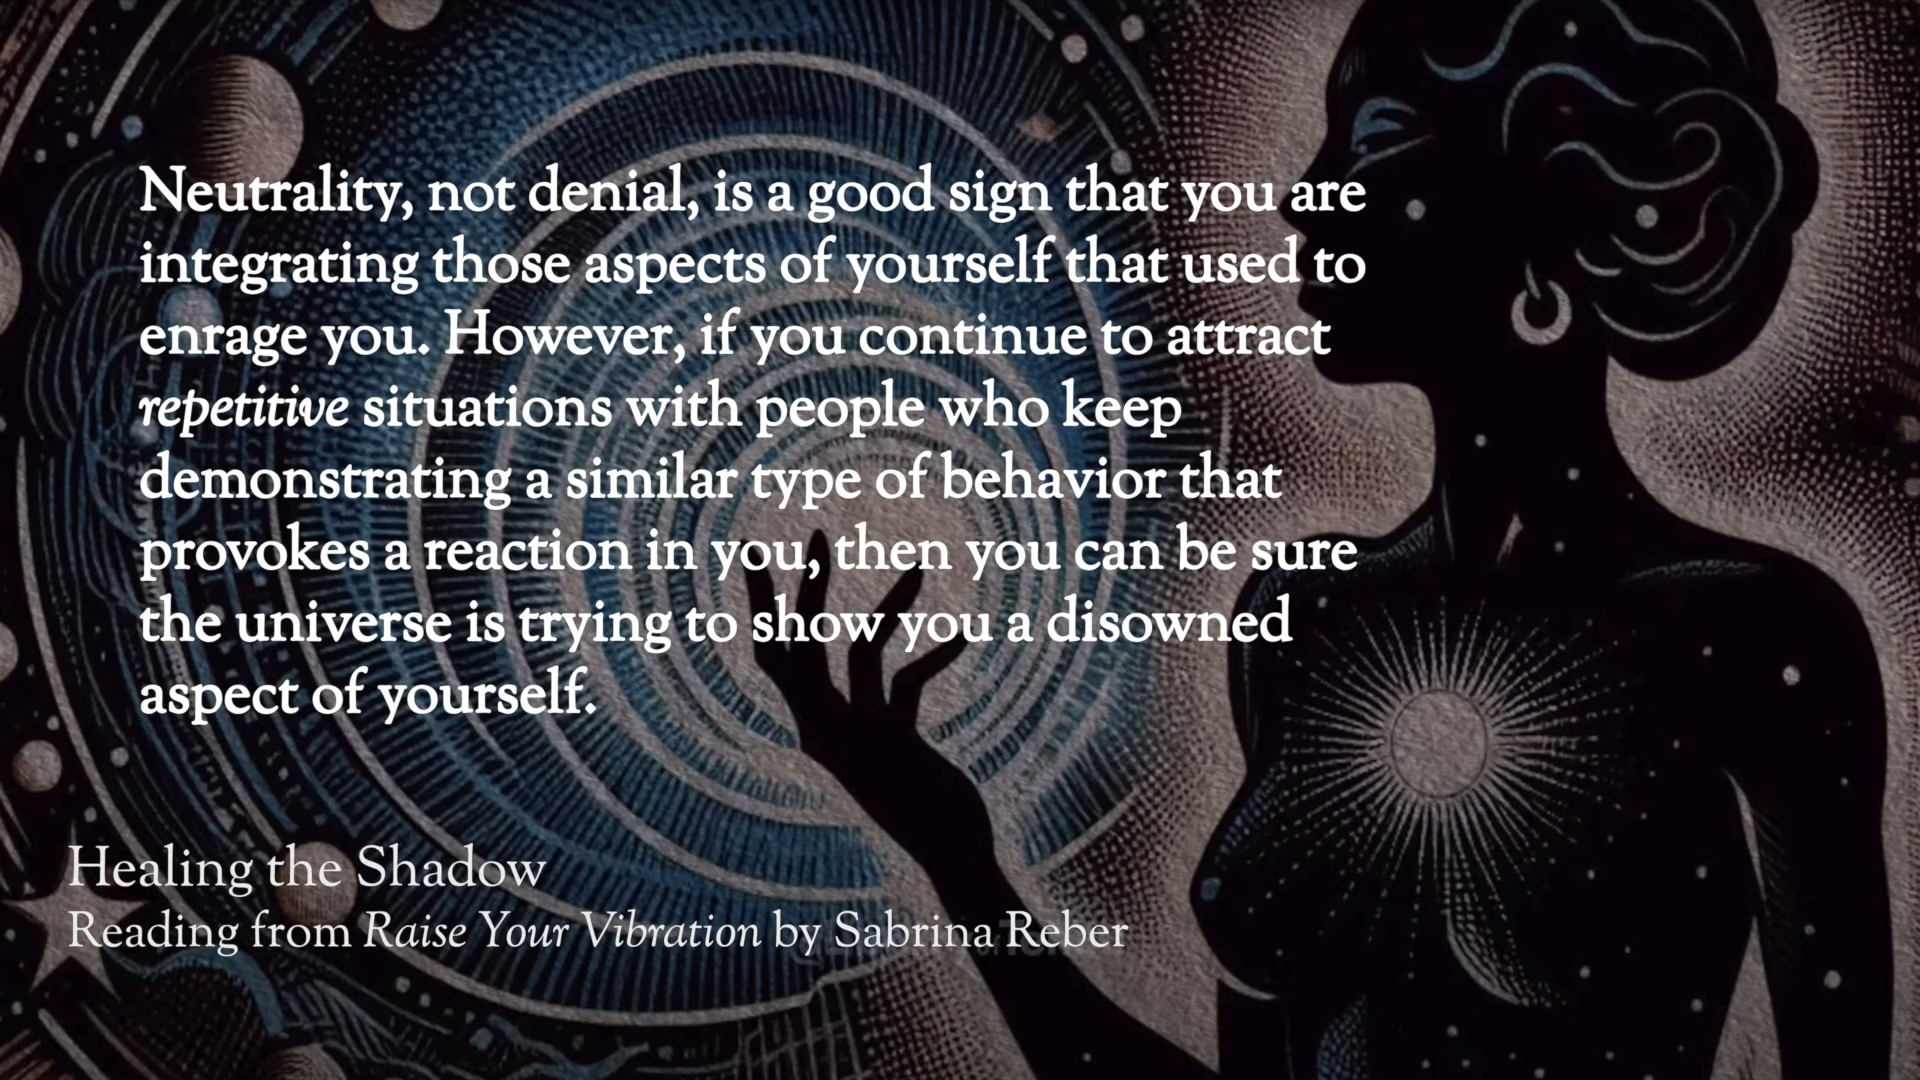 Neutrality, not denial, is a good sign that you are
integrating those aspects of yourself that used to
enrage you. However, if you continue to attract
repetitive situations with people who keep
demonstrating a similar type of behavior that
provokes a reaction in you, then you can be sure
the universe is trying to show you a disowned
aspect of yourself.
Healing the Shadow
Reading from Raise Your Vibration by Sabrina Reber